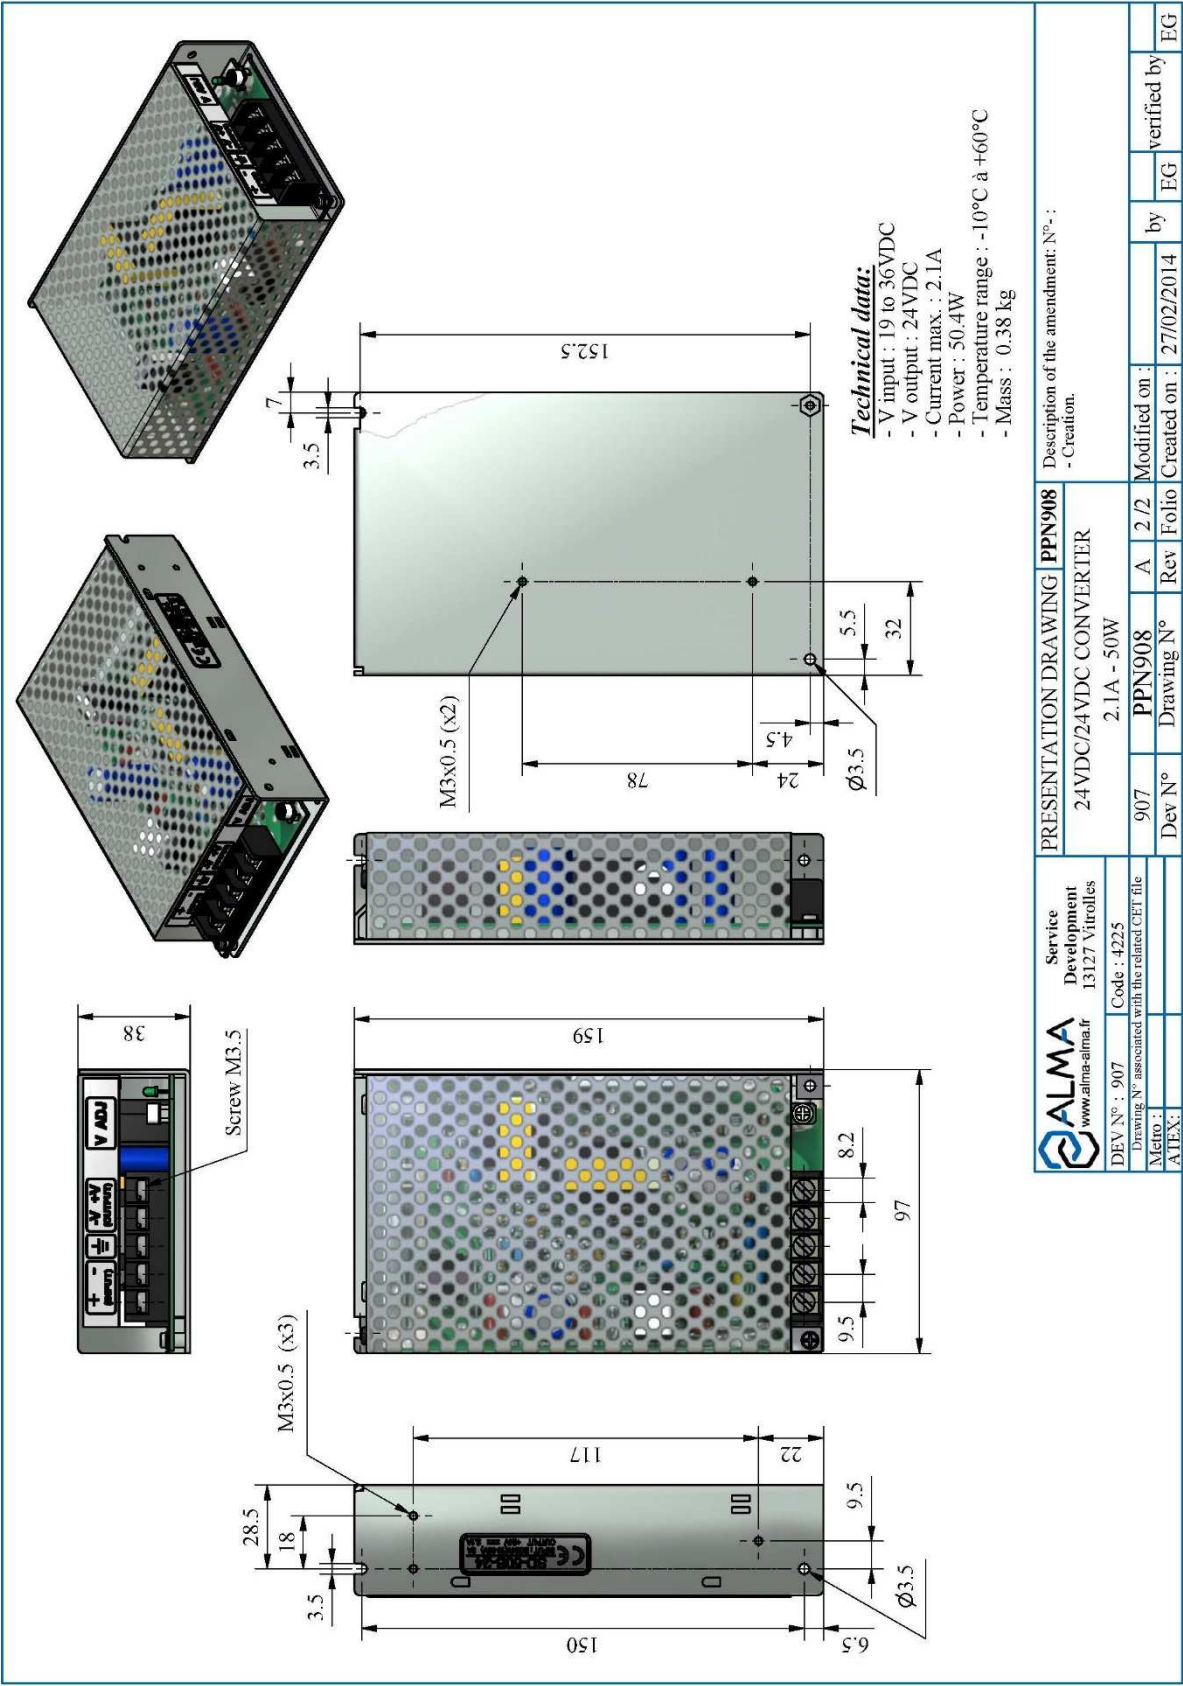 38
Screw M3.5
V ADJ
-V +V
(OUTPUT)
+ -
(INPUT)
M3x0.5 (x3)
28.5
18
3.5
117
22
150
6.5
9.5
Ø3.5
159
97
8.2
9.5
M3x0.5 (x2)
78
24
4.5
Ø3.5
5.5
32
7
3.5
152.5
Technical data:
- V input : 19 to 36VDC
- V output : 24VDC
- Current max. : 2.1A
- Power : 50.4W
- Temperature range : -10°C à +60°C
- Mass : 0.38 kg
ALMA
www.alma-alma.fr
Service
Development
13127 Vitrolles
DEV N° : 907
Code : 4225
Drawing N° associated with the related CET file
Metro :
ATEX:
PRESENTATION DRAWING PPN908
24VDC/24VDC CONVERTER
2.1A - 50W
907 PPN908 A 2 /2
Dev N° Drawing N° Rev Folio
Description of the amendment: N°- :
- Creation.
Modified on : by verified by
Created on : 27/02/2014 EG EG